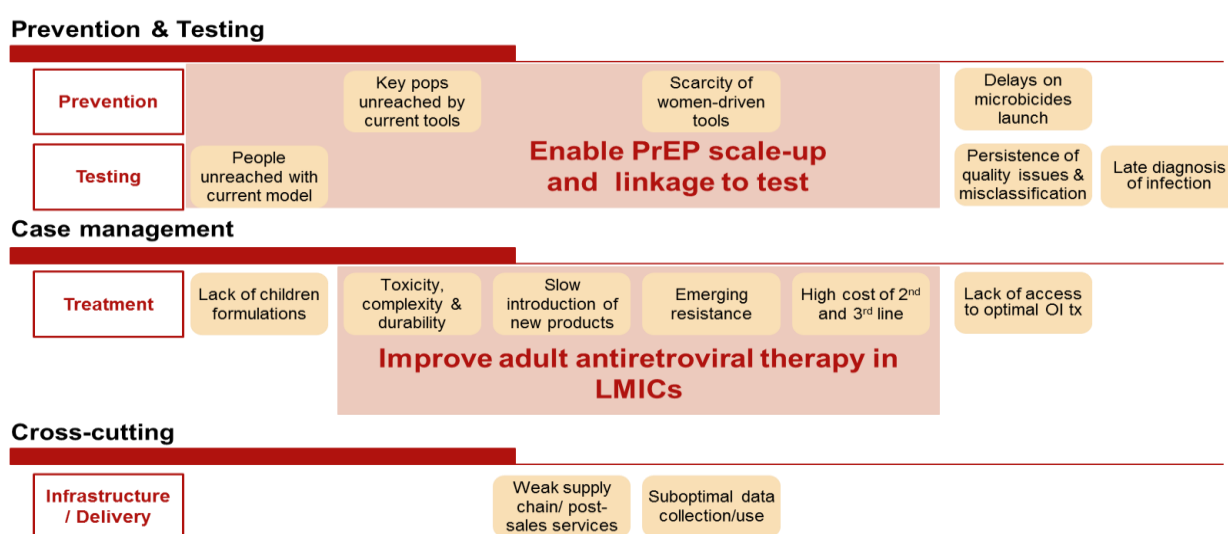 Prevention & Testing
Prevention
Key pops
unreached by
current tools
Scarcity of
women-driven
tools
Delays on
microbicides
launch
Enable PrEP scale-up
and linkage to test
Testing
People
unreached with
current model
Persistence of
quality issues &
misclassification
Late diagnosis
of infection
Case management
Treatment
Lack of children
formulations
Toxicity,
complexity &
durability
Slow
introduction of
new products
Emerging
resistance
High cost of 2nd
and 3rd line
Lack of access
to optimal OI tx
Improve adult antiretroviral therapy in
LMICs
Cross-cutting
Infrastructure
/ Delivery
Weak supply
chain/ post-
sales services
Suboptimal data
collection/use